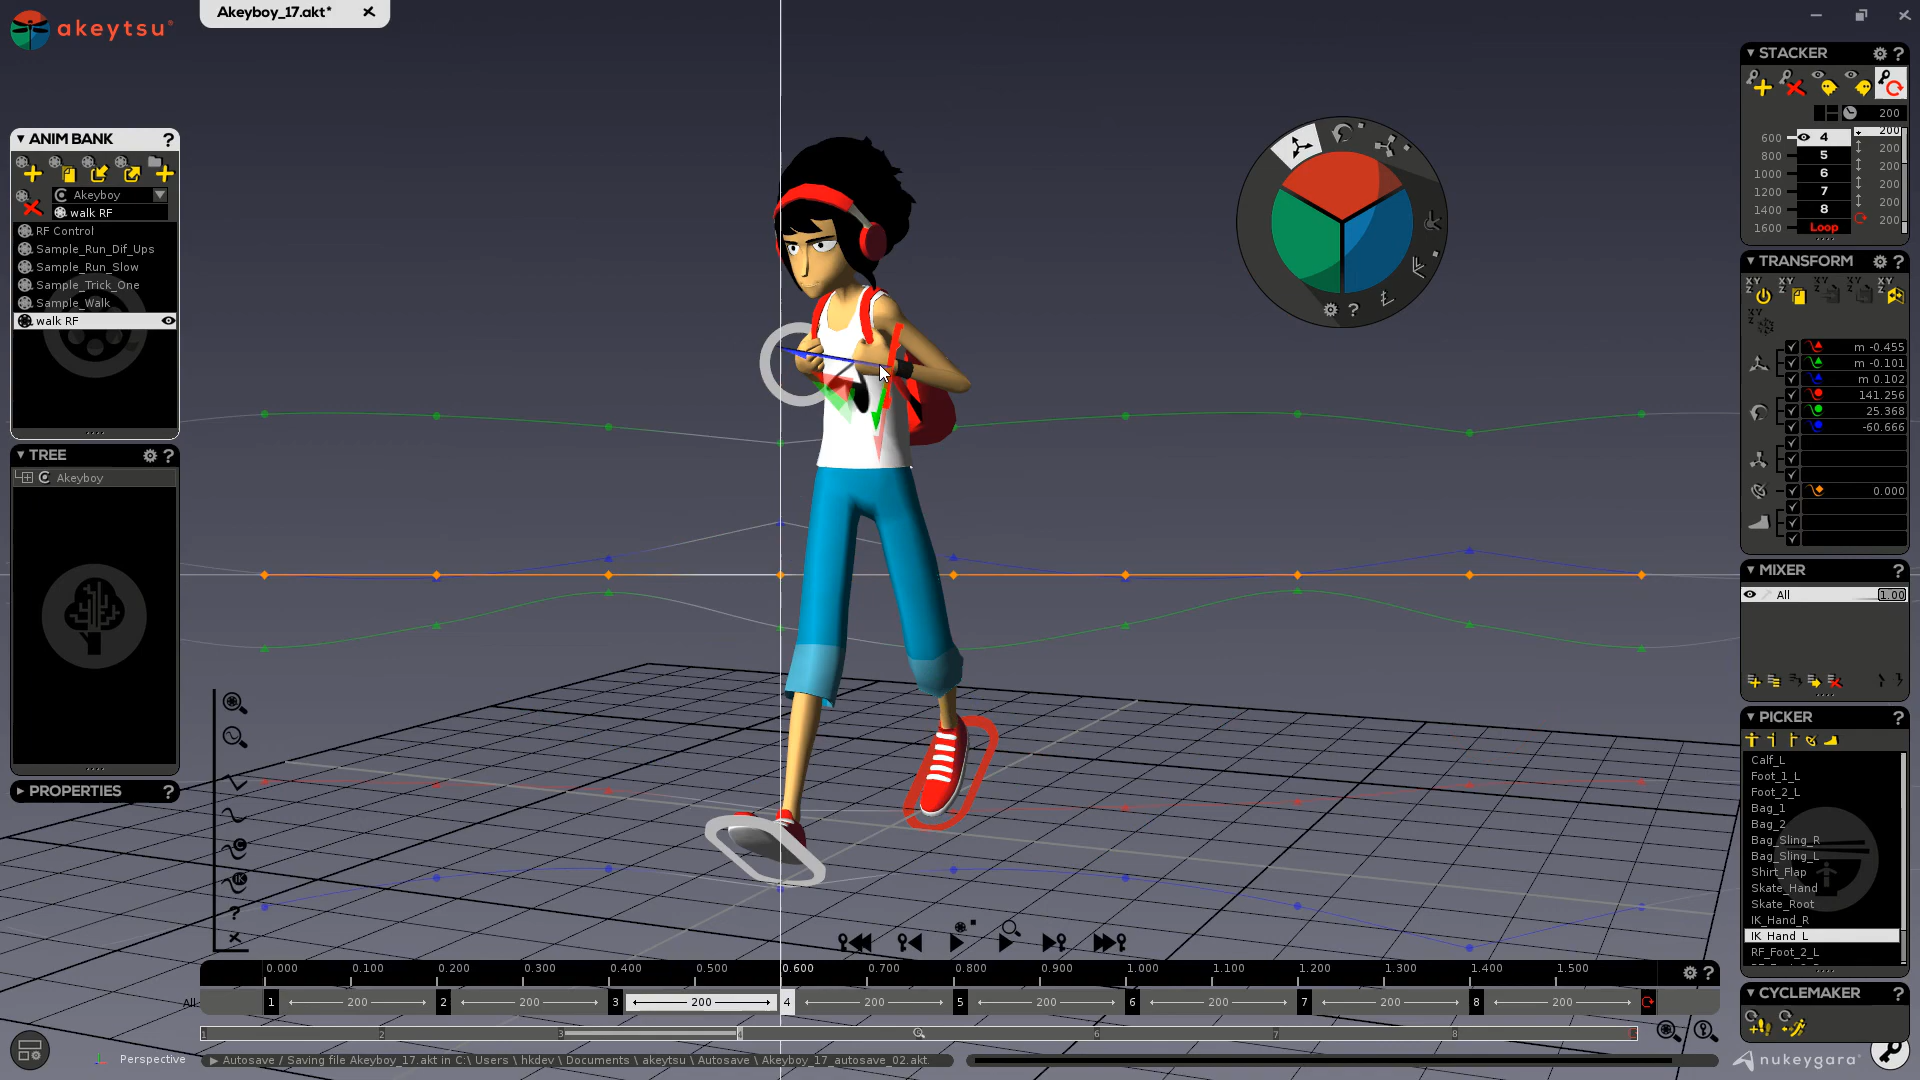 akeytsu
Akeyboy_17.akt*
ANIM BANK ?
Akeyboy
walk RF
RF Control
Sample_Run_Dif_Ups
Sample_Run_Slow
Sample_Trick_One
Sample_Walk
walk RF
TREE ?
Akeyboy
PROPERTIES ?
?
?
STACKER ?
200
600 4 200
800 5 200
1000 6 200
1200 7 200
1400 8 200
1600 Loop
TRANSFORM ?
m -0.455
m -0.101
m 0.102
141.256
25.368
-60.666
0.000
MIXER ?
All 1.00
PICKER ?
Calf_L
Foot_1_L
Foot_2_L
Bag_1
Bag_2
Bag_Sling_R
Bag_Sling_L
Shirt_Flap
Skate_Hand
Skate_Root
IK_Hand_R
IK_Hand_L
RF_Foot_2_L
CYCLEMAKER ?
0.000 0.100 0.200 0.300 0.400 0.500 0.600 0.700 0.800 0.900 1.000 1.100 1.200 1.300 1.400 1.500 ?
All 1 200 2 200 3 200 4 200 5 200 6 200 7 200 8 200
1 2 3 4 6 7 8
Perspective
Autosave / Saving file Akeyboy_17.akt in C:\ Users \ hkdev \ Documents \ akeytsu \ Autosave \ Akeyboy_17_autosave_02.akt.
nukeygara